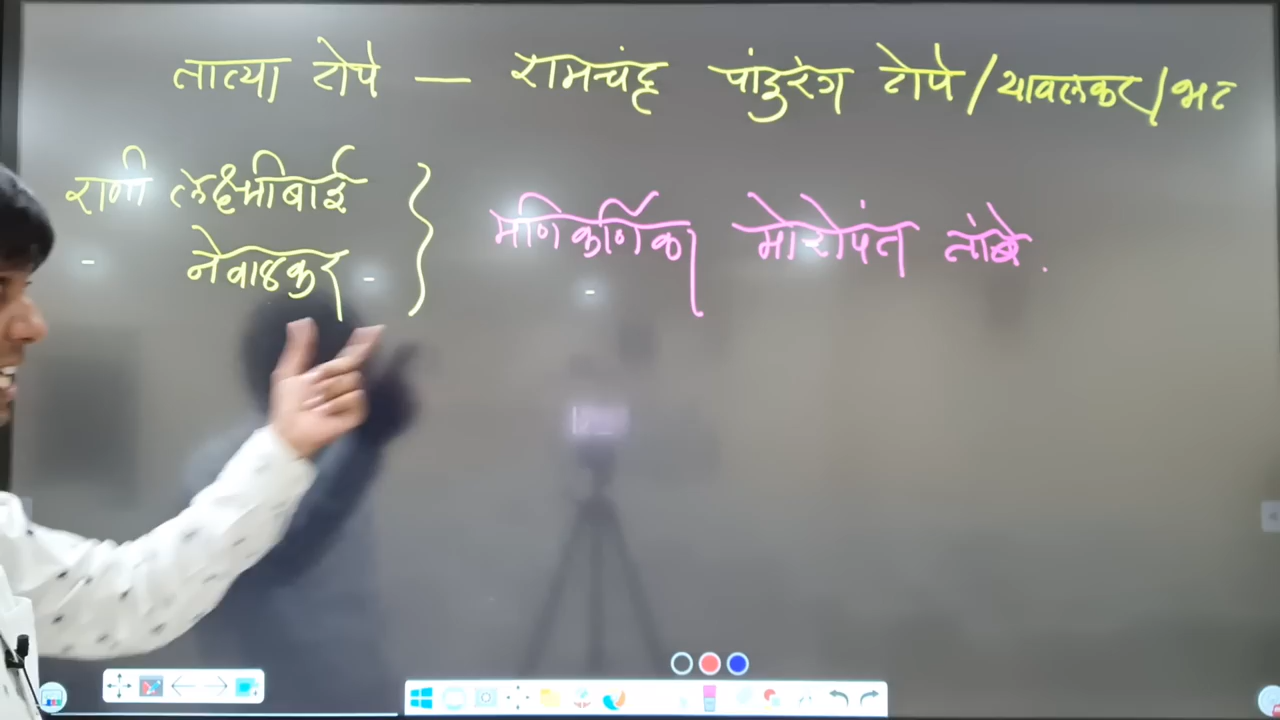 तात्या टोपे — रामचंद्र पांडुरंग टोपे/यावलकर/भट
राणी लक्ष्मीबाई
नेवाळकर
मणिकर्णिका मोरोपंत तांबे.